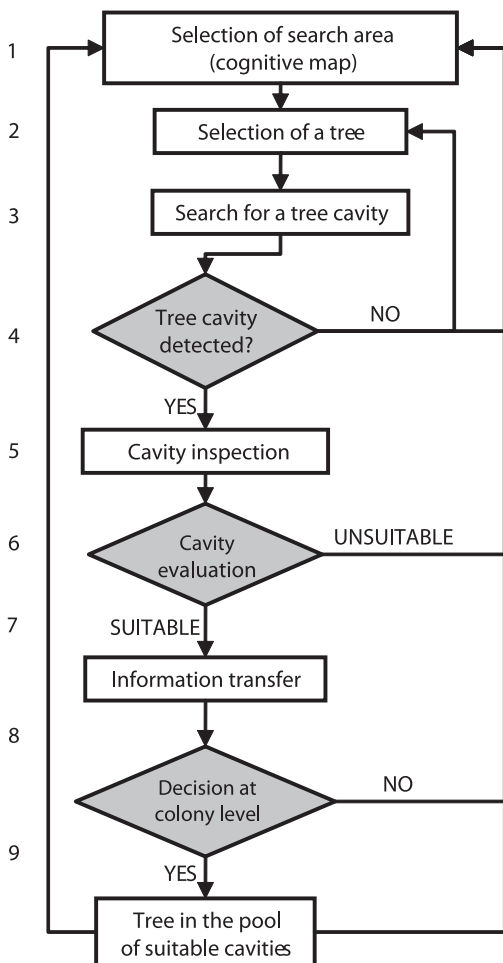 1
Selection of search area
(cognitive map)
2
Selection of a tree
3
Search for a tree cavity
4
Tree cavity
detected?
NO
YES
5
Cavity inspection
6
Cavity
evaluation
UNSUITABLE
7
SUITABLE
Information transfer
8
Decision at
colony level
NO
9
YES
Tree in the pool
of suitable cavities